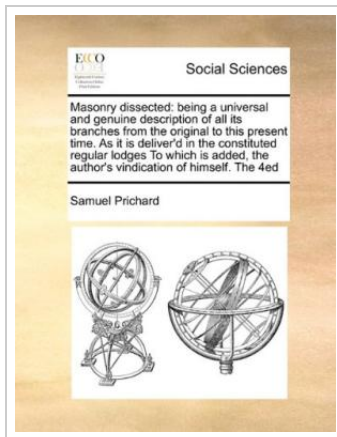 ECCO
Social Sciences
Masonry dissected: being a universal
and genuine description of all its
branches from the original to this present
time. As it is deliver'd in the constituted
regular lodges To which is added, the
author's vindication of himself. The 4ed
Samuel Prichard